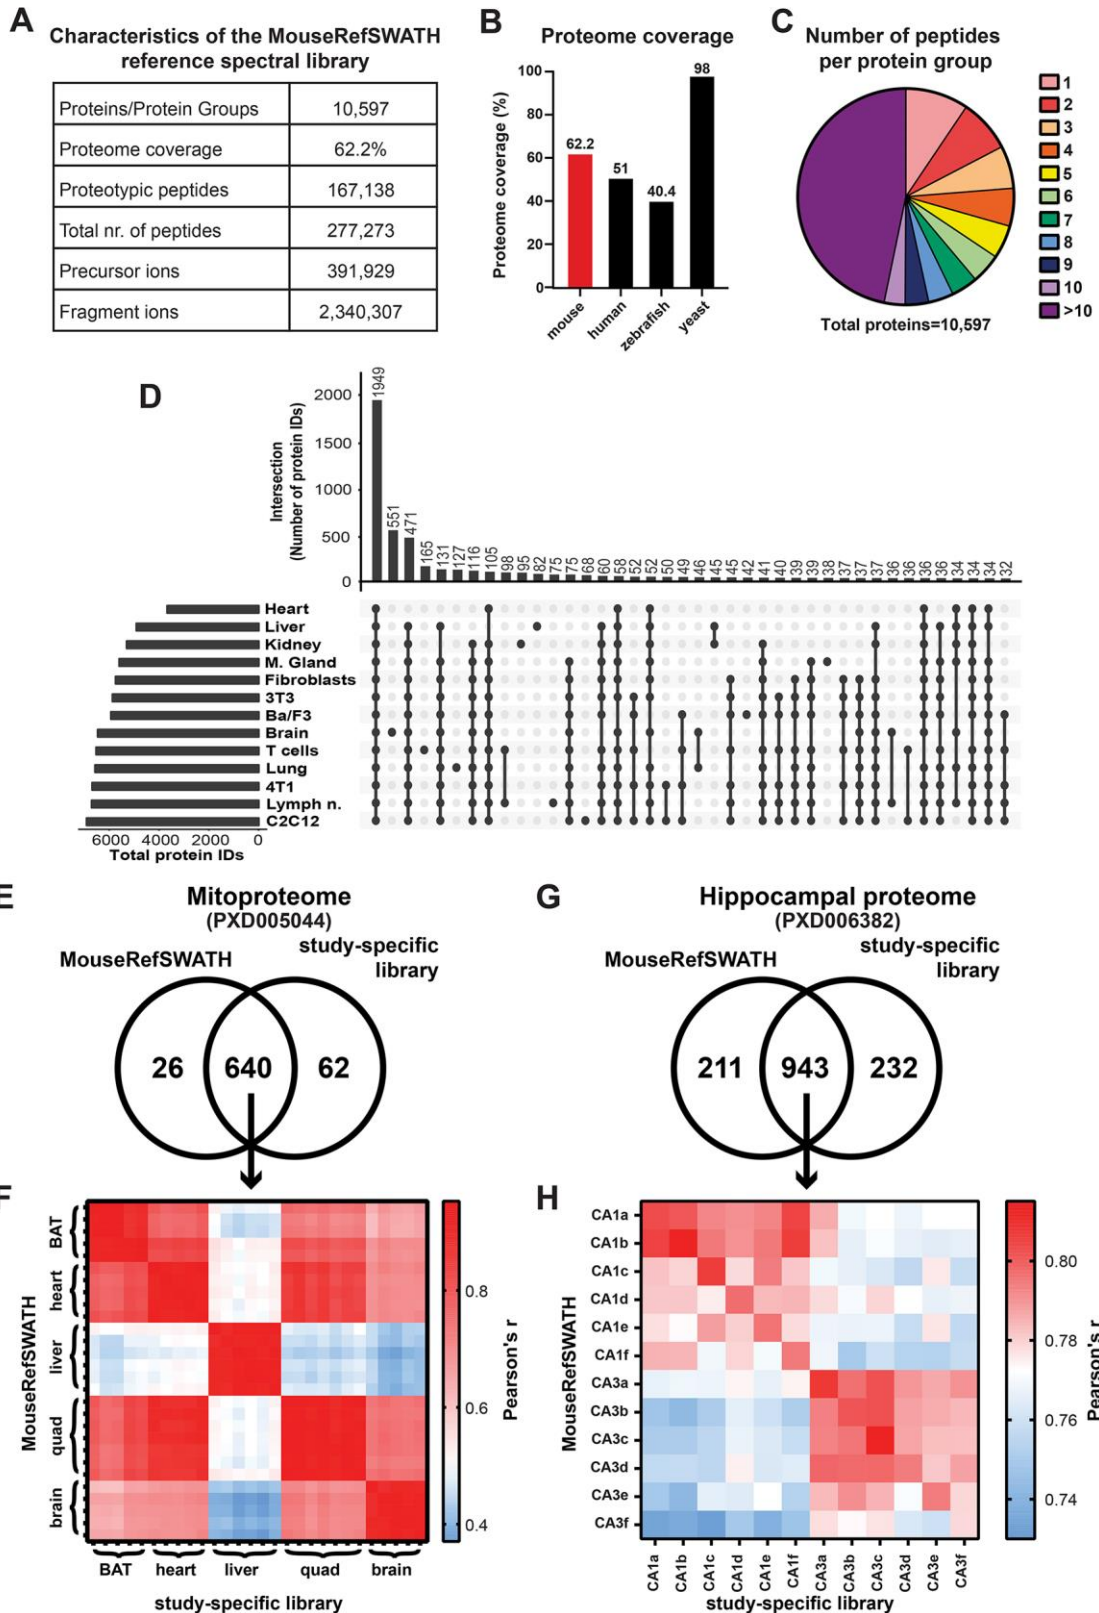 A
Characteristics of the MouseRefSWATH
reference spectral library
Proteins/Protein Groups 10,597
Proteome coverage 62.2%
Proteotypic peptides 167,138
Total nr. of peptides 277,273
Precursor ions 391,929
Fragment ions 2,340,307
B
Proteome coverage
Proteome coverage (%)
100
80
60
40
20
0
62.2
51
40.4
98
mouse
human
zebrafish
yeast
C
Number of peptides
per protein group
1
2
3
4
5
6
7
8
9
10
>10
Total proteins=10,597
D
Intersection
(Number of protein IDs)
2000
1500
1000
500
0
1949 551 471 165 131 127 116 105 98 95 82 75 75 68 60 58 52 52 50 49 46 45 45 42 41 40 39 39 38 37 37 37 36 36 36 36 34 34 34 32
Heart
Liver
Kidney
M. Gland
Fibroblasts
3T3
Ba/F3
Brain
T cells
Lung
4T1
Lymph n.
C2C12
6000 4000 2000 0
Total protein IDs
E
Mitoproteome
(PXD005044)
MouseRefSWATH
study-specific
library
26 640 62
G
Hippocampal proteome
(PXD006382)
MouseRefSWATH
study-specific
library
211 943 232
F
MouseRefSWATH
BAT
heart
liver
quad
brain
BAT heart liver quad brain
study-specific library
0.8
0.6
0.4
Pearson's r
H
MouseRefSWATH
CA1a
CA1b
CA1c
CA1d
CA1e
CA1f
CA3a
CA3b
CA3c
CA3d
CA3e
CA3f
CA1a CA1b CA1c CA1d CA1e CA1f CA3a CA3b CA3c CA3d CA3e CA3f
study-specific library
0.80
0.78
0.76
0.74
Pearson's r